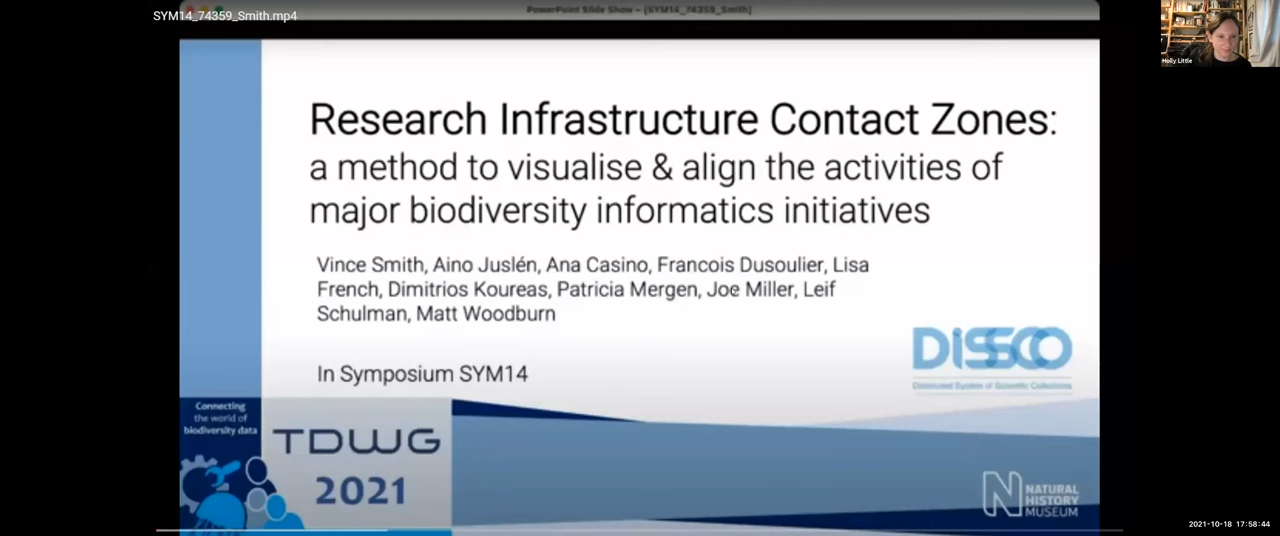 PowerPoint Slide Show - [SYM14_74359_Smith]
SYM14_74359_Smith.mp4
Holly Little
Research Infrastructure Contact Zones:
a method to visualise & align the activities of
major biodiversity informatics initiatives
Vince Smith, Aino Juslén, Ana Casino, Francois Dusoulier, Lisa
French, Dimitrios Koureas, Patricia Mergen, Joe Miller, Leif
Schulman, Matt Woodburn
In Symposium SYM14
DiSSCo
Distributed System of Scientific Collections
Connecting
the world of
biodiversity data
TDWG
2021
N NATURAL
HISTORY
MUSEUM
2021-10-18 17:58:44